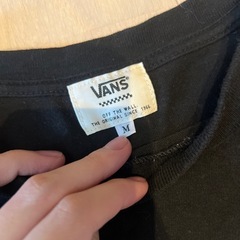 VANS
OFF THE WALL
THE ORIGINAL SINCE 1966
M